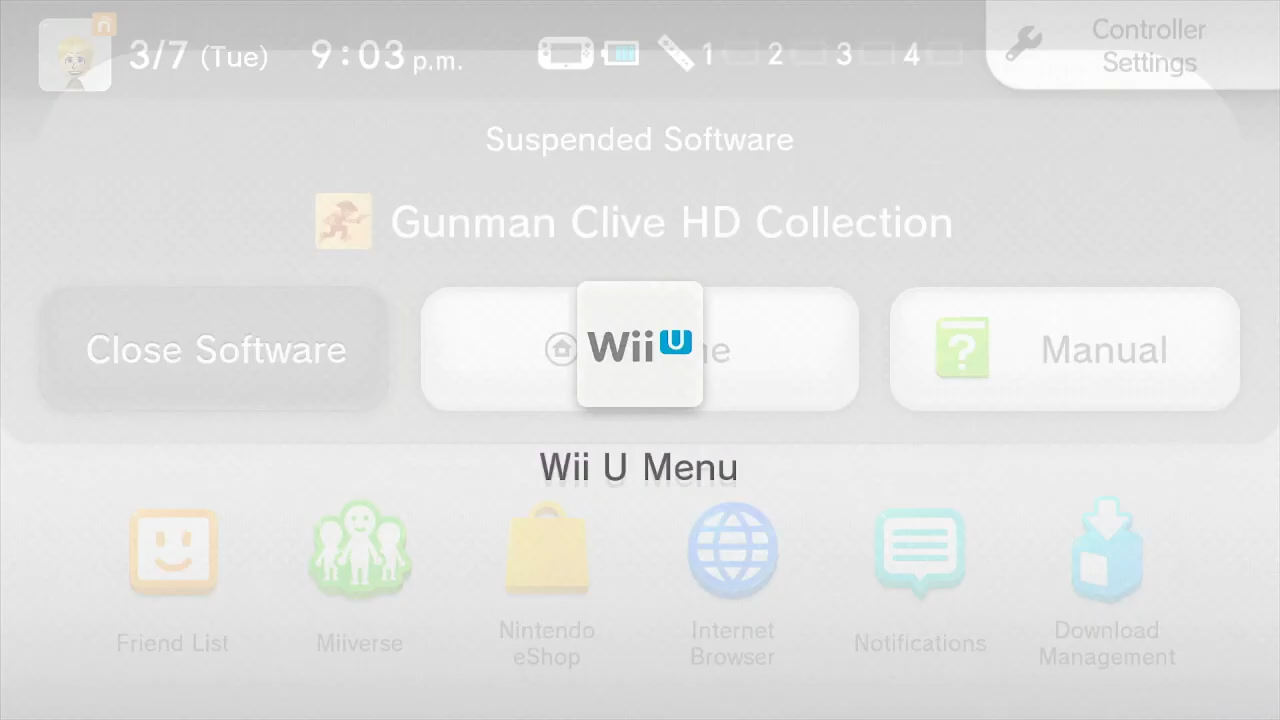 3/7 (Tue) 9:03 p.m. 1 2 3 4
Controller
Settings
Suspended Software
Gunman Clive HD Collection
Close Software
Wii U
Manual
Wii U Menu
Friend List
Miiverse
Nintendo
eShop
Internet
Browser
Notifications
Download
Management